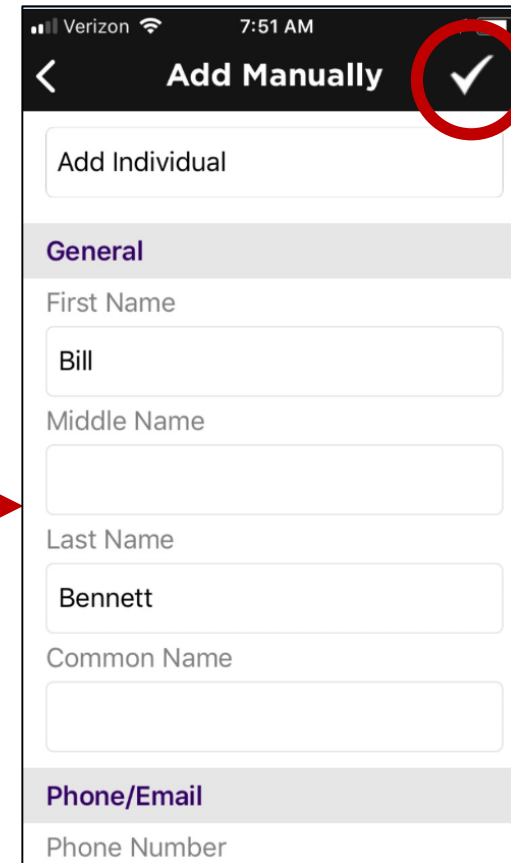 Verizon 7:51 AM
Add Manually
Add Individual
General
First Name
Bill
Middle Name
Last Name
Bennett
Common Name
Phone/Email
Phone Number